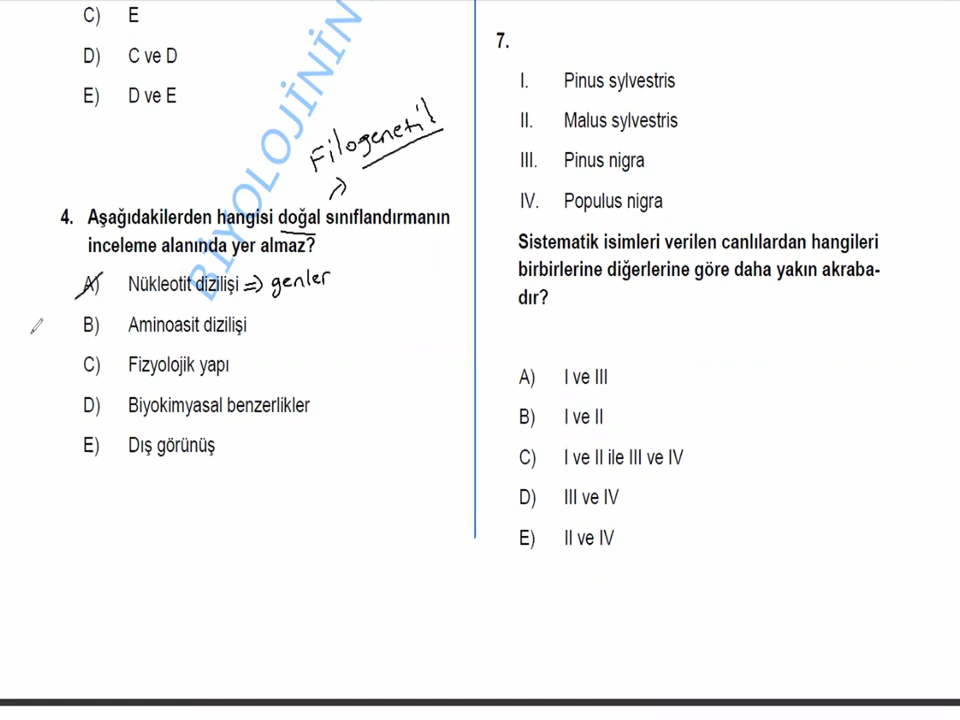 C) E
D) C ve D
E) D ve E
BİYOLOJİNİN
Filogenetik
4. Aşağıdakilerden hangisi doğal sınıflandırmanın
inceleme alanında yer almaz?
A) Nükleotit dizilişi => genler
B) Aminoasit dizilişi
C) Fizyolojik yapı
D) Biyokimyasal benzerlikler
E) Dış görünüş
7.
I. Pinus sylvestris
II. Malus sylvestris
III. Pinus nigra
IV. Populus nigra
Sistematik isimleri verilen canlılardan hangileri
birbirlerine diğerlerine göre daha yakın akraba-
dır?
A) I ve III
B) I ve II
C) I ve II ile III ve IV
D) III ve IV
E) II ve IV